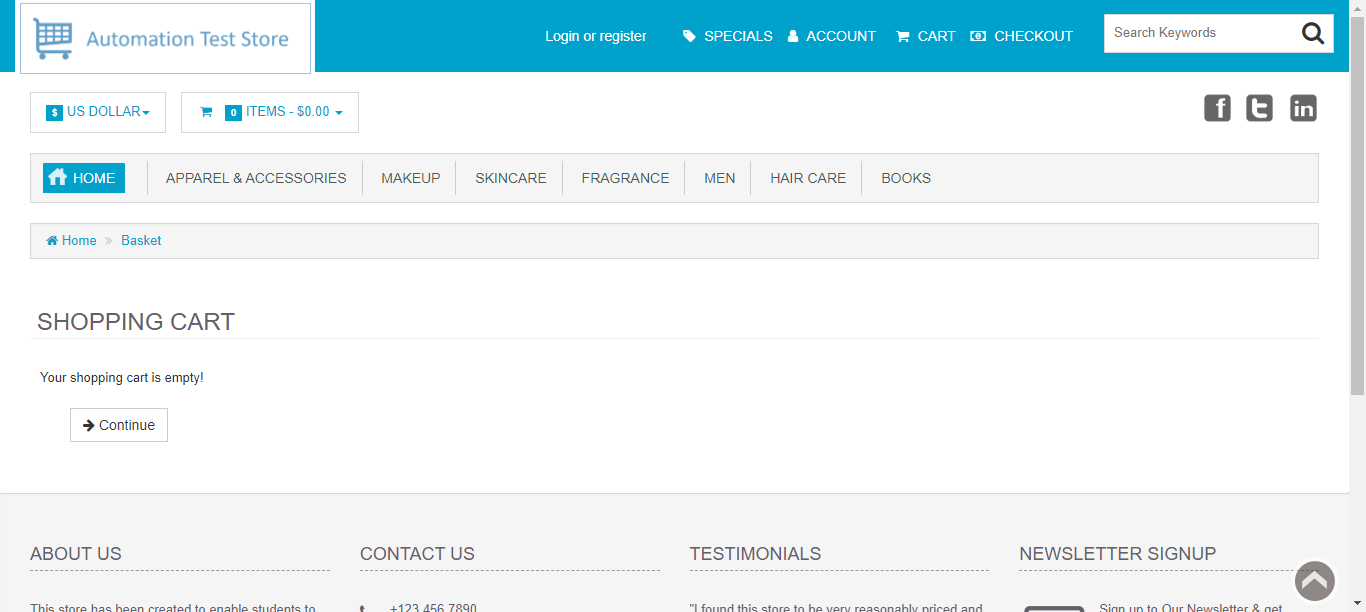 Automation Test Store
Login or register SPECIALS ACCOUNT CART CHECKOUT
Search Keywords
$ US DOLLAR
0 ITEMS - $0.00
HOME APPAREL & ACCESSORIES MAKEUP SKINCARE FRAGRANCE MEN HAIR CARE BOOKS
Home » Basket
SHOPPING CART
Your shopping cart is empty!
Continue
ABOUT US
This store has been created to enable students to
CONTACT US
+123 456 7890
TESTIMONIALS
"I found this store to be very reasonably priced and
NEWSLETTER SIGNUP
Sign up to Our Newsletter & get